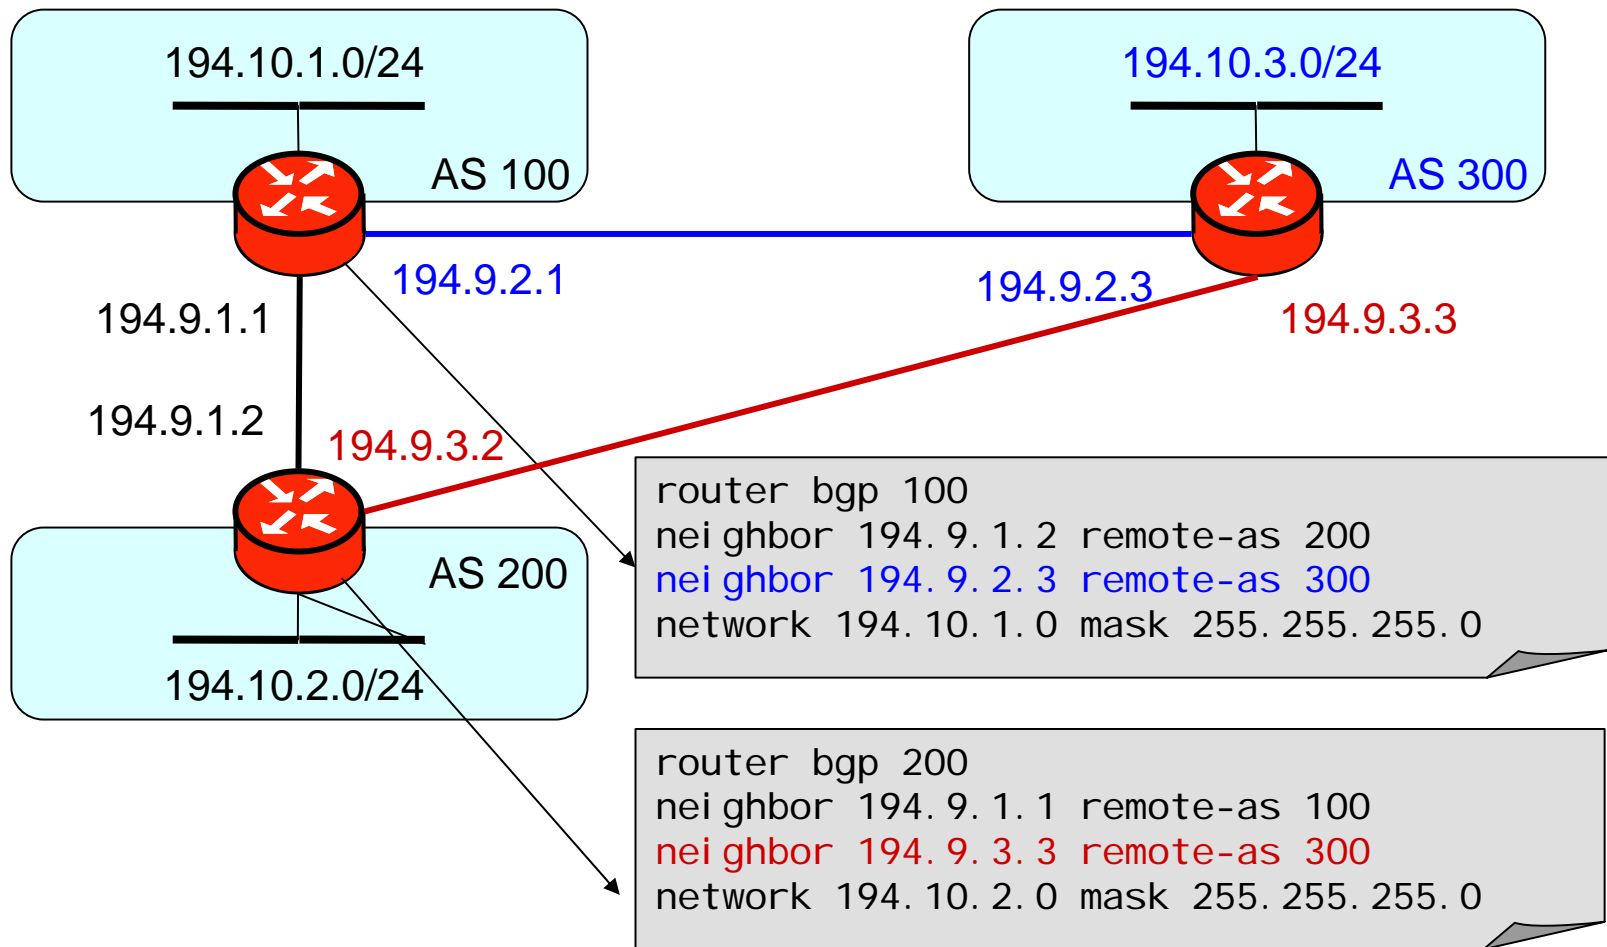 194.10.1.0/24
194.10.3.0/24
AS 100
AS 300
194.9.2.1
194.9.2.3
194.9.1.1
194.9.3.3
194.9.1.2
194.9.3.2
router bgp 100
neighbor 194.9.1.2 remote-as 200
neighbor 194.9.2.3 remote-as 300
network 194.10.1.0 mask 255.255.255.0
AS 200
194.10.2.0/24
router bgp 200
neighbor 194.9.1.1 remote-as 100
neighbor 194.9.3.3 remote-as 300
network 194.10.2.0 mask 255.255.255.0